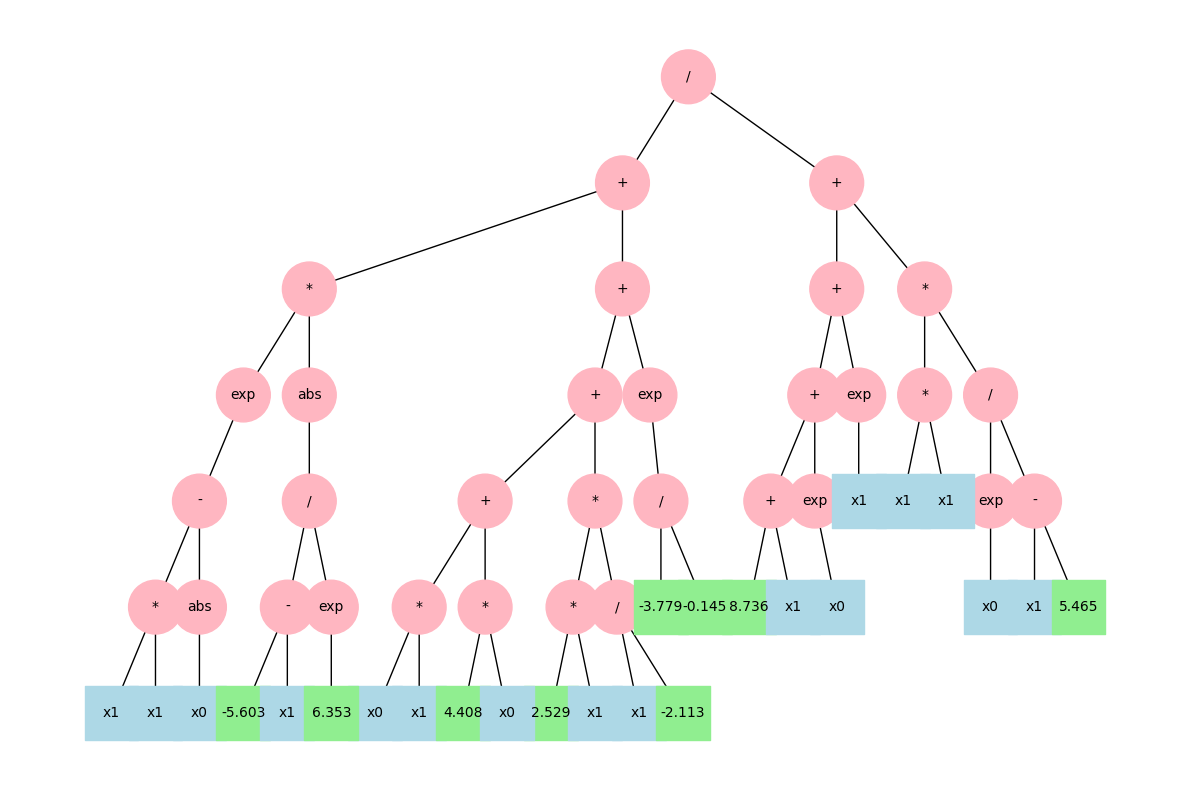 /
+ +
* + + *
exp abs + exp + exp * /
- / + * / + exp x1 x1 x1 exp -
* abs - exp * * * / -3.779 -0.145 8.736 x1 x0 x0 x1 5.465
x1 x1 x0 -5.603 x1 6.353 x0 x1 4.408 x0 2.529 x1 x1 -2.113